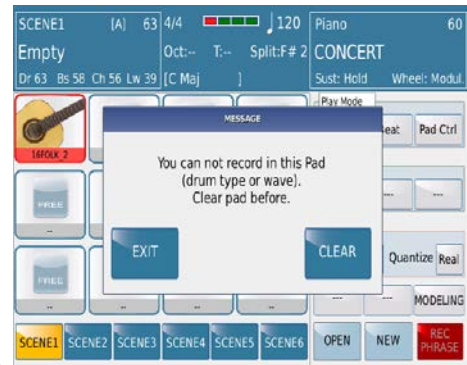 SCENE1 [A] 63 4/4 120 Piano 60
Empty Oct:-- T:-- Split:F# 2 CONCERT
Dr 63 Bs 58 Ch 56 Lw 39 [C Maj ] Sust: Hold Wheel: Modul.
Play Mode
MESSAGE
eat Pad Ctrl
16FOLK_2
You can not record in this Pad
(drum type or wave).
Clear pad before.
FREE
--- ---
--
EXIT CLEAR
Quantize Real
FREE
--- --- MODELING
-- -- -- --
SCENE1 SCENE2 SCENE3 SCENE4 SCENE5 SCENE6 OPEN NEW REC
PHRASE